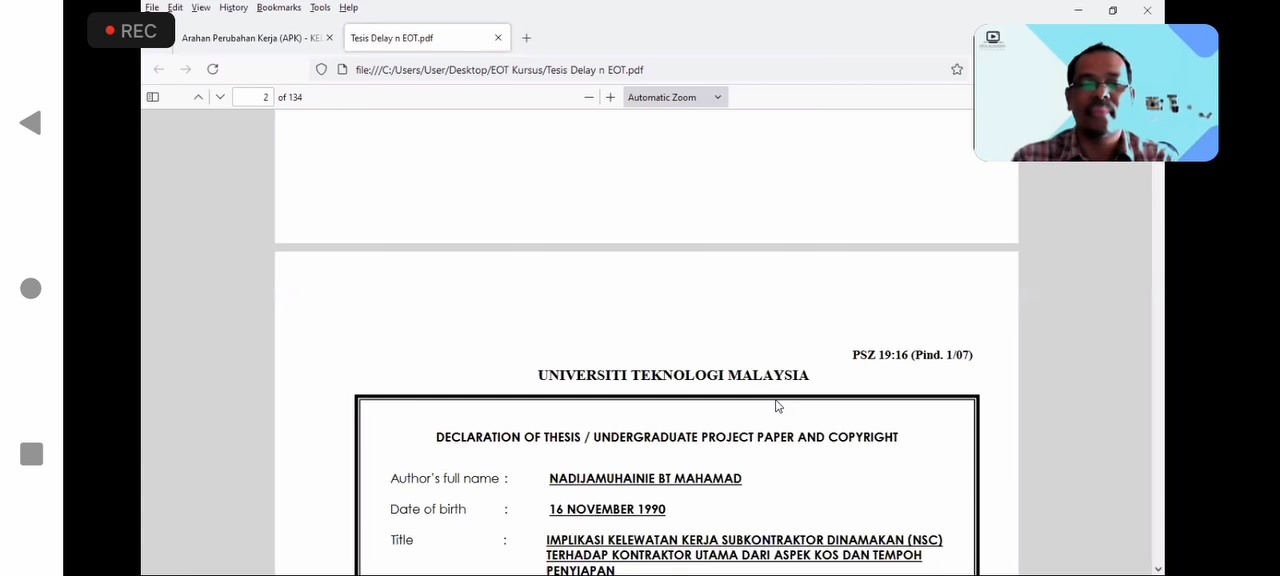 File Edit View History Bookmarks Tools Help
REC
Arahan Perubahan Kerja (APK) - KE
Tesis Delay n EOT.pdf
file:///C:/Users/User/Desktop/EOT Kursus/Tesis Delay n EOT.pdf
2 of 134
Automatic Zoom
PSZ 19:16 (Pind. 1/07)
UNIVERSITI TEKNOLOGI MALAYSIA
DECLARATION OF THESIS / UNDERGRADUATE PROJECT PAPER AND COPYRIGHT
Author's full name : NADIJAMUHAINIE BT MAHAMAD
Date of birth : 16 NOVEMBER 1990
Title : IMPLIKASI KELEWATAN KERJA SUBKONTRAKTOR DINAMAKAN (NSC)
TERHADAP KONTRAKTOR UTAMA DARI ASPEK KOS DAN TEMPOH
PENYIAPAN